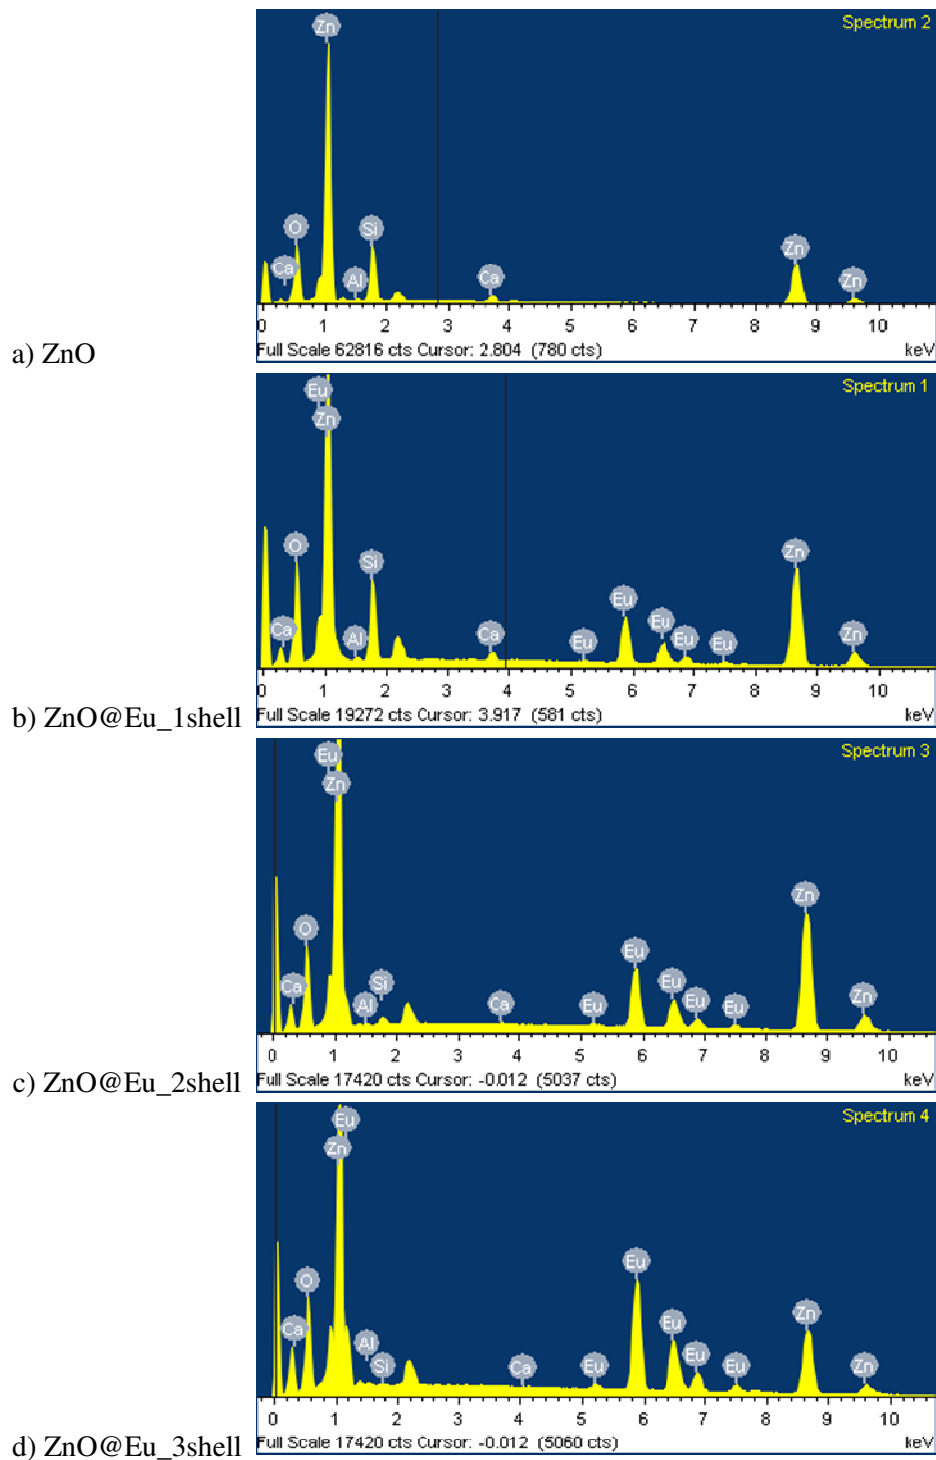 Spectrum 2
Zn
O
Si
Ca
Al
Ca
Zn
Zn
0 1 2 3 4 5 6 7 8 9 10
a) ZnO
Full Scale 62816 cts Cursor: 2.804 (780 cts) keV
Spectrum 1
Eu
Zn
O
Si
Zn
Eu
Ca
Al
Ca
Eu
Eu
Eu
Eu
Zn
0 1 2 3 4 5 6 7 8 9 10
b) ZnO@Eu_1shell
Full Scale 19272 cts Cursor: 3.917 (581 cts) keV
Spectrum 3
Eu
Zn
Zn
O
Eu
Ca
Si
Al
Ca
Eu
Eu
Eu
Eu
Zn
0 1 2 3 4 5 6 7 8 9 10
c) ZnO@Eu_2shell
Full Scale 17420 cts Cursor: -0.012 (5037 cts) keV
Spectrum 4
Eu
Zn
Eu
O
Zn
Ca
Al
Eu
Si
Ca
Eu
Eu
Eu
Zn
0 1 2 3 4 5 6 7 8 9 10
d) ZnO@Eu_3shell
Full Scale 17420 cts Cursor: -0.012 (5060 cts) keV